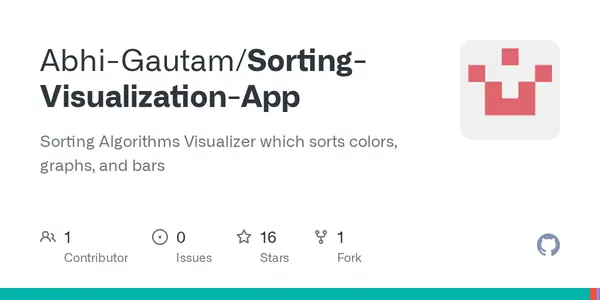 Abhi-Gautam/Sorting-
Visualization-App
Sorting Algorithms Visualizer which sorts colors,
graphs, and bars
1 0 16 1
Contributor Issues Stars Fork